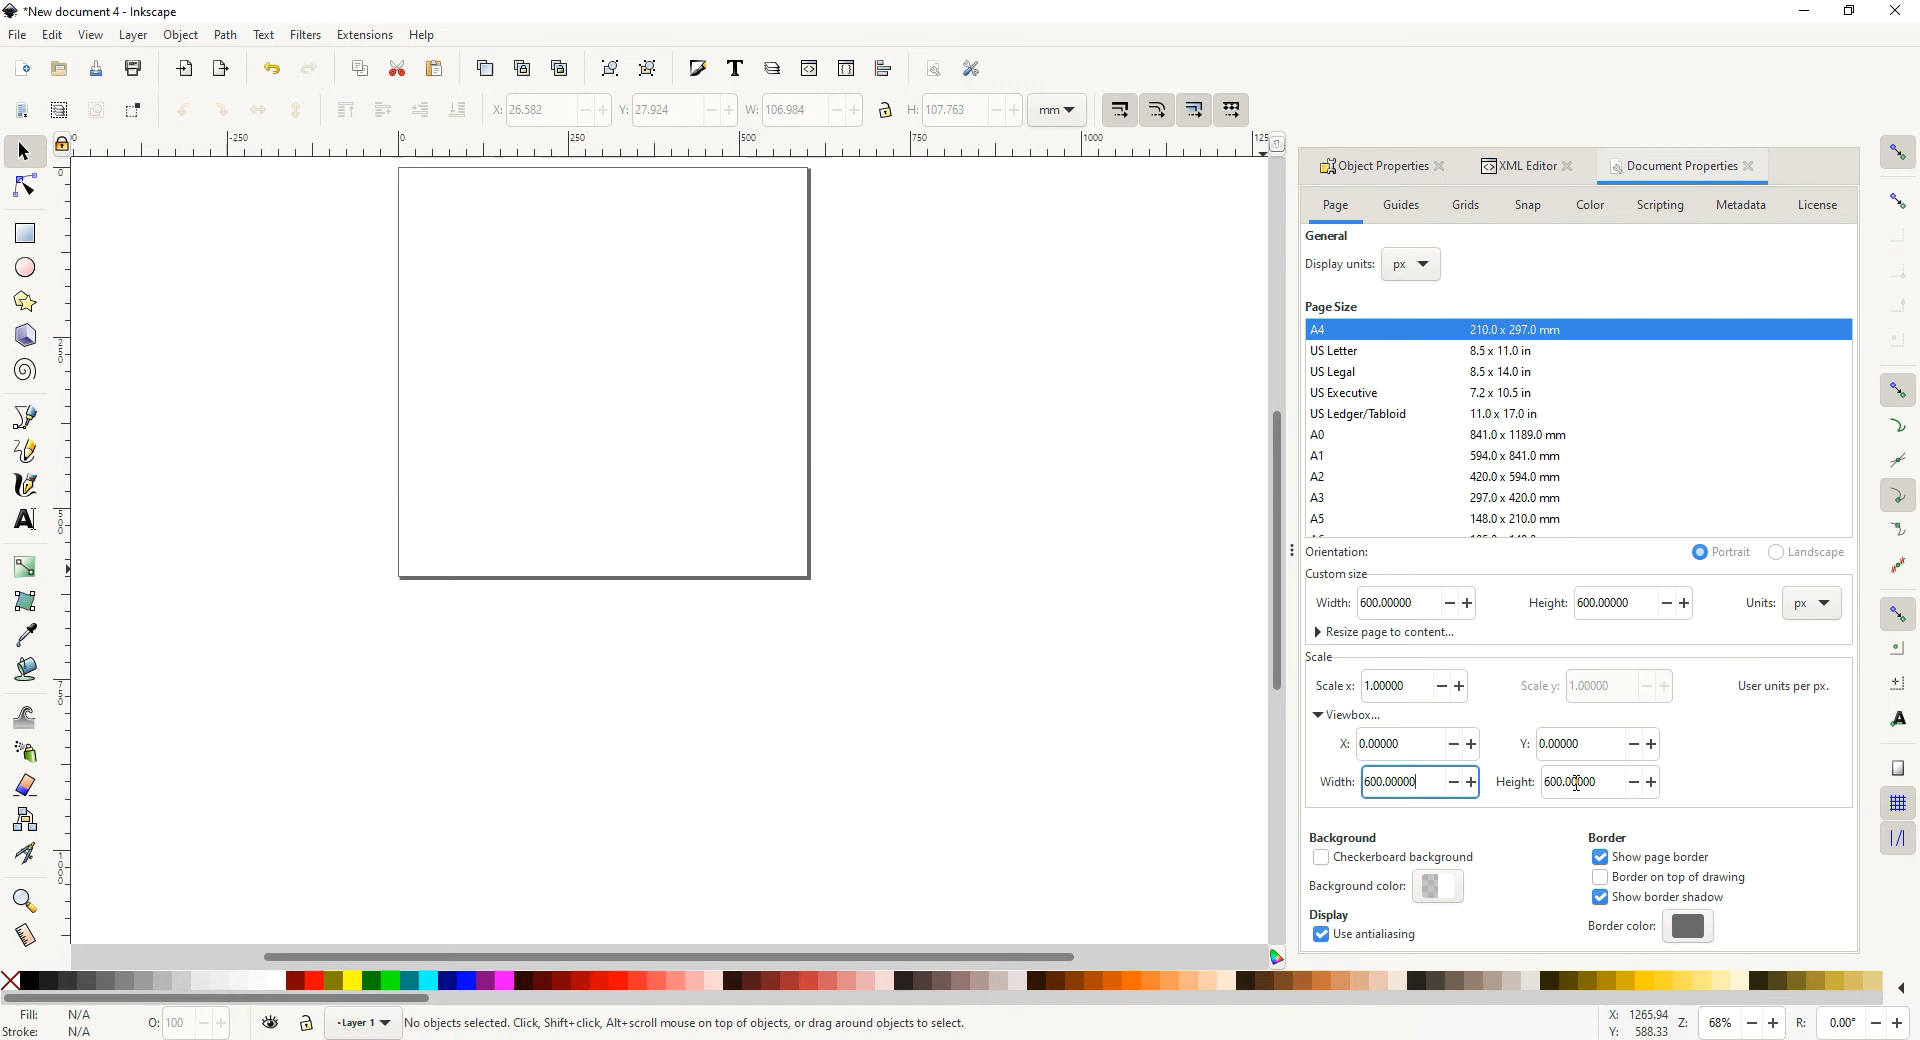 *New document 4 - Inkscape
File Edit View Layer Object Path Text Filters Extensions Help
X: 26.582 Y: 27.924 W: 106.984 H: 107.763 mm
-250 0 250 500 750 1000 125
Object Properties XML Editor Document Properties
Page Guides Grids Snap Color Scripting Metadata License
General
Display units: px
Page Size
A4 210.0 x 297.0 mm
US Letter 8.5 x 11.0 in
US Legal 8.5 x 14.0 in
US Executive 7.2 x 10.5 in
US Ledger/Tabloid 11.0 x 17.0 in
A0 841.0 x 1189.0 mm
A1 594.0 x 841.0 mm
A2 420.0 x 594.0 mm
A3 297.0 x 420.0 mm
A5 148.0 x 210.0 mm
Orientation: Portrait Landscape
Custom size
Width: 600.00000 Height: 600.00000 Units: px
Resize page to content...
Scale
Scale x: 1.00000 Scale y: 1.00000 User units per px.
Viewbox...
X: 0.00000 Y: 0.00000
Width: 600.00000 Height: 600.00000
Background Border
Checkerboard background Show page border
Border on top of drawing
Background color: Show border shadow
Display
Border color:
Use antialiasing
0
250
500
750
1000
Fill: N/A
Stroke: N/A
O: 100
-Layer 1
No objects selected. Click, Shift+click, Alt+scroll mouse on top of objects, or drag around objects to select.
X: 1265.94
Y: 588.33
Z: 68% R: 0.00°